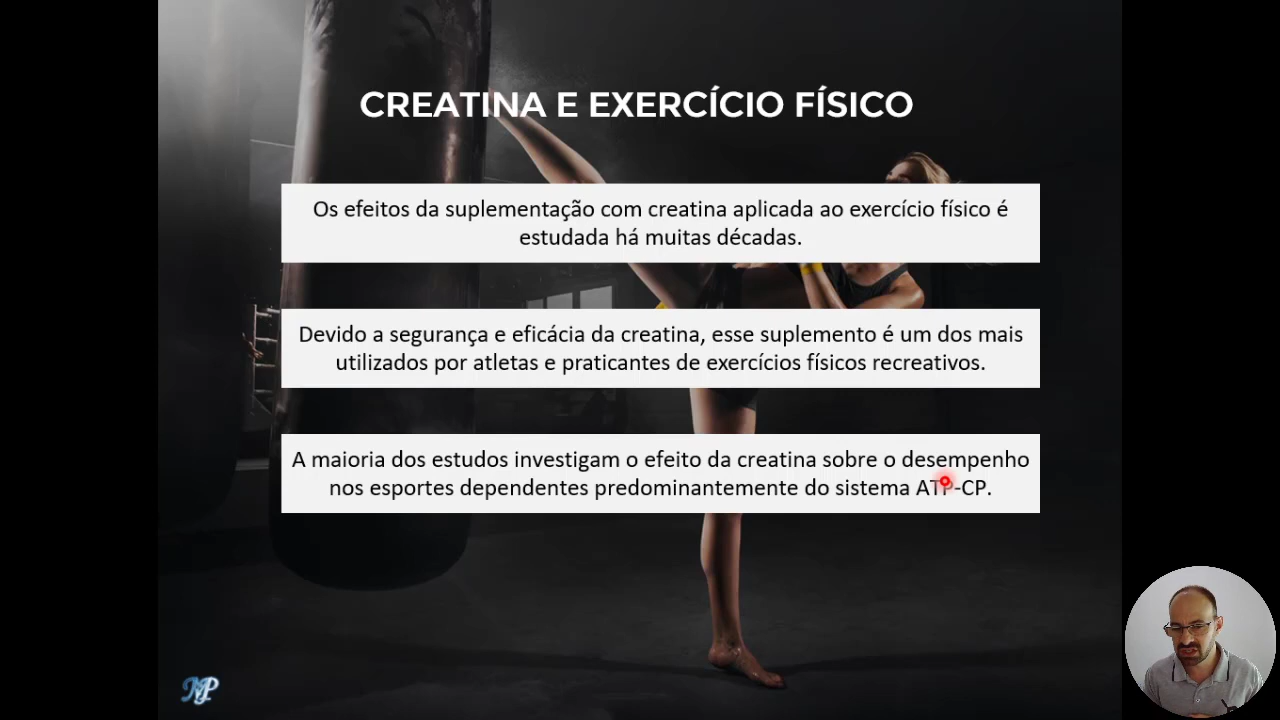 CREATINA E EXERCÍCIO FÍSICO
Os efeitos da suplementação com creatina aplicada ao exercício físico é
estudada há muitas décadas.
Devido a segurança e eficácia da creatina, esse suplemento é um dos mais
utilizados por atletas e praticantes de exercícios físicos recreativos.
A maioria dos estudos investigam o efeito da creatina sobre o desempenho
nos esportes dependentes predominantemente do sistema ATP-CP.
MP